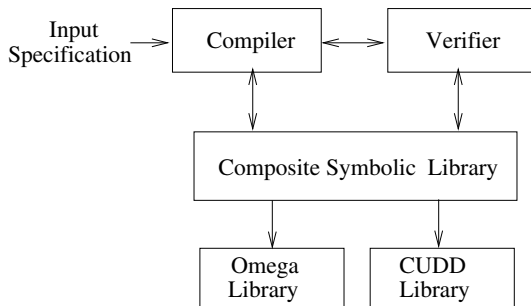 Input
Specification
Compiler
Verifier
Composite Symbolic Library
Omega
Library
CUDD
Library